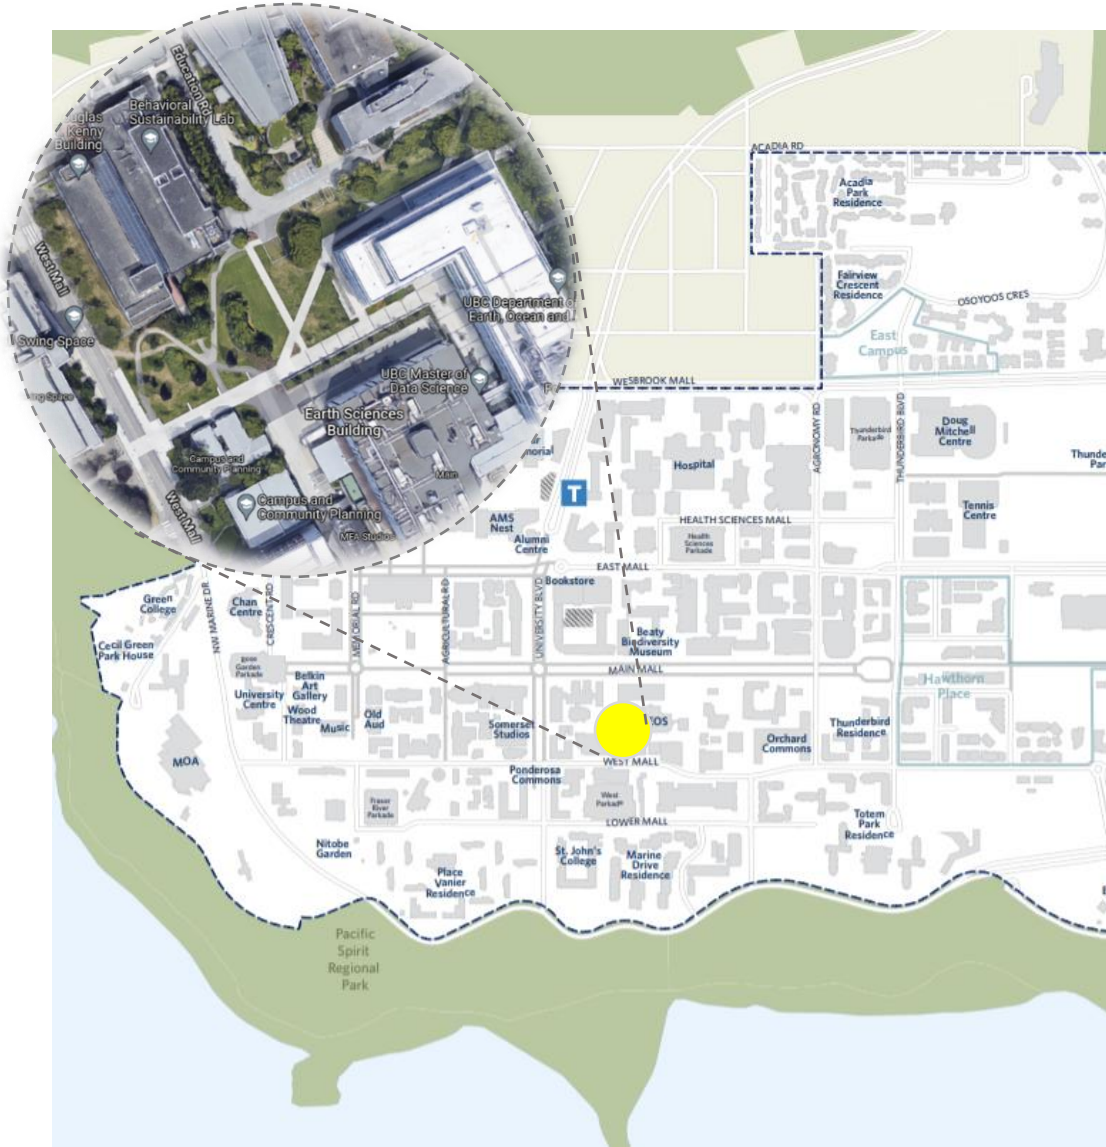 Education Rd
Behavioral
Sustainability Lab
Kenny
Building
West Mall
Swing Space
UBC Department
Earth, Ocean and
UBC Master of
Data Science
Earth Sciences
Building
Main
Campus and
Community Planning
Campus and
Community Planning
MFA Studios
West Mall
ACADIA RD
Acadia
Park
Residence
Fairview
Crescent
Residence
OSOYOOS CRES
East
Campus
WESBROOK MALL
AGRONOMY RD
THUNDERBIRD BLVD
Thunderbird
Parkade
Doug
Mitchell
Centre
Hospital
T
AMS
Nest
Alumni
Centre
HEALTH SCIENCES MALL
Health
Sciences
Parkade
Tennis
Centre
EAST MALL
Bookstore
Green
College
NW MARINE DR
Chan
Centre
CRESCENT RD
MEMORIAL RD
AGRICULTURAL RD
UNIVERSITY BLVD
Beaty
Biodiversity
Museum
MAIN MALL
Cecil Green
Park House
Rose
Garden
Parkade
University
Centre
Belkin
Art
Gallery
Wood
Theatre
Music
Old
Aud
Somerset
Studios
Hawthorn
Place
Orchard
Commons
Thunderbird
Residence
WEST MALL
MOA
Ponderosa
Commons
West
Parkade
Fraser
River
Parkade
LOWER MALL
Totem
Park
Residence
Nitobe
Garden
St. John's
College
Marine
Drive
Residence
Place
Vanier
Residence
Pacific
Spirit
Regional
Park